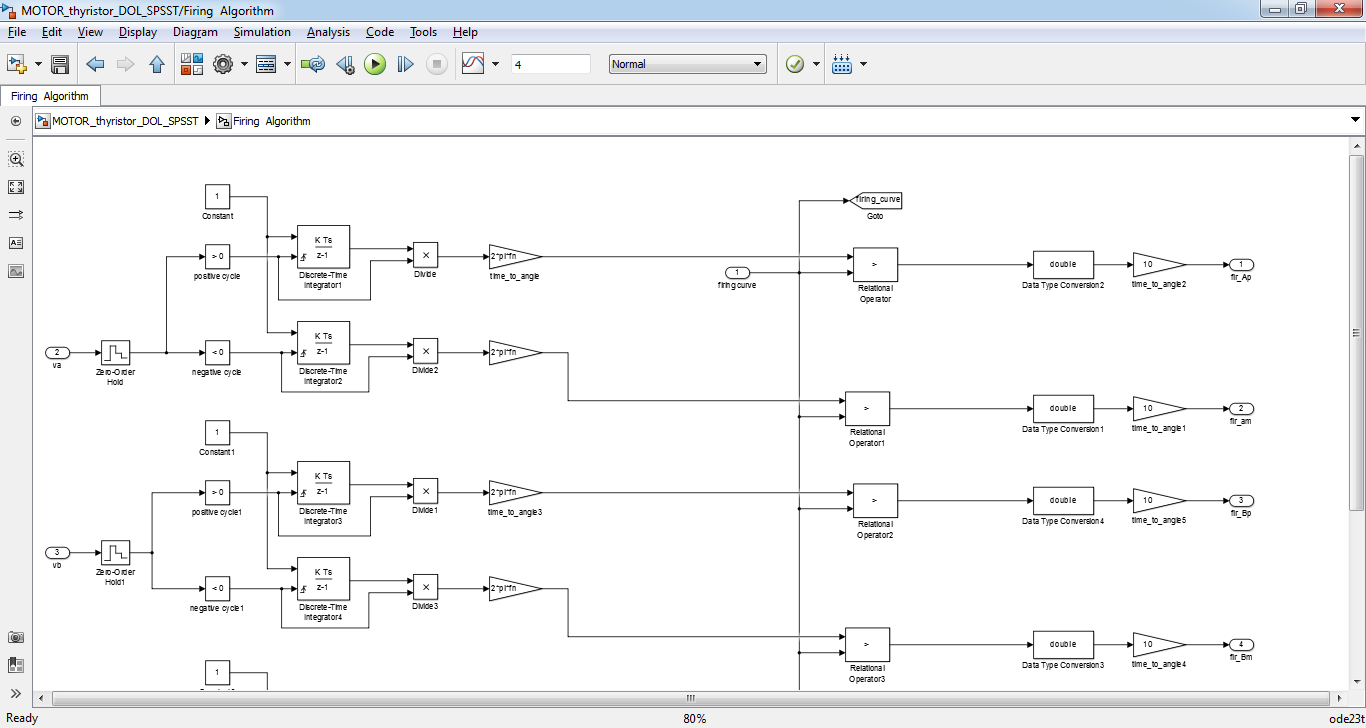 MOTOR_thyristor_DOL_SPSST/Firing Algorithm
File Edit View Display Diagram Simulation Analysis Code Tools Help
4
Normal
Firing Algorithm
MOTOR_thyristor_DOL_SPSST Firing Algorithm
1
Constant
firing_curve
Goto
> 0
positive cycle
K Ts
z-1
Discrete-Time
Integrator1
×
Divide
2*pi*fn
time_to_angle
1
firing curve
>
Relational
Operator
double
Data Type Conversion2
10
time_to_angle2
1
fir_Ap
2
va
Zero-Order
Hold
< 0
negative cycle
K Ts
z-1
Discrete-Time
Integrator2
×
Divide2
2*pi*fn
>
Relational
Operator1
double
Data Type Conversion1
10
time_to_angle1
2
fir_am
1
Constant1
> 0
positive cycle1
K Ts
z-1
Discrete-Time
Integrator3
×
Divide1
2*pi*fn
time_to_angle3
>
Relational
Operator2
double
Data Type Conversion4
10
time_to_angle5
3
fir_Bp
3
vb
Zero-Order
Hold1
< 0
negative cycle1
K Ts
z-1
Discrete-Time
Integrator4
×
Divide3
2*pi*fn
>
Relational
Operator3
double
Data Type Conversion3
10
time_to_angle4
4
fir_Bm
1
Ready
80%
ode23t